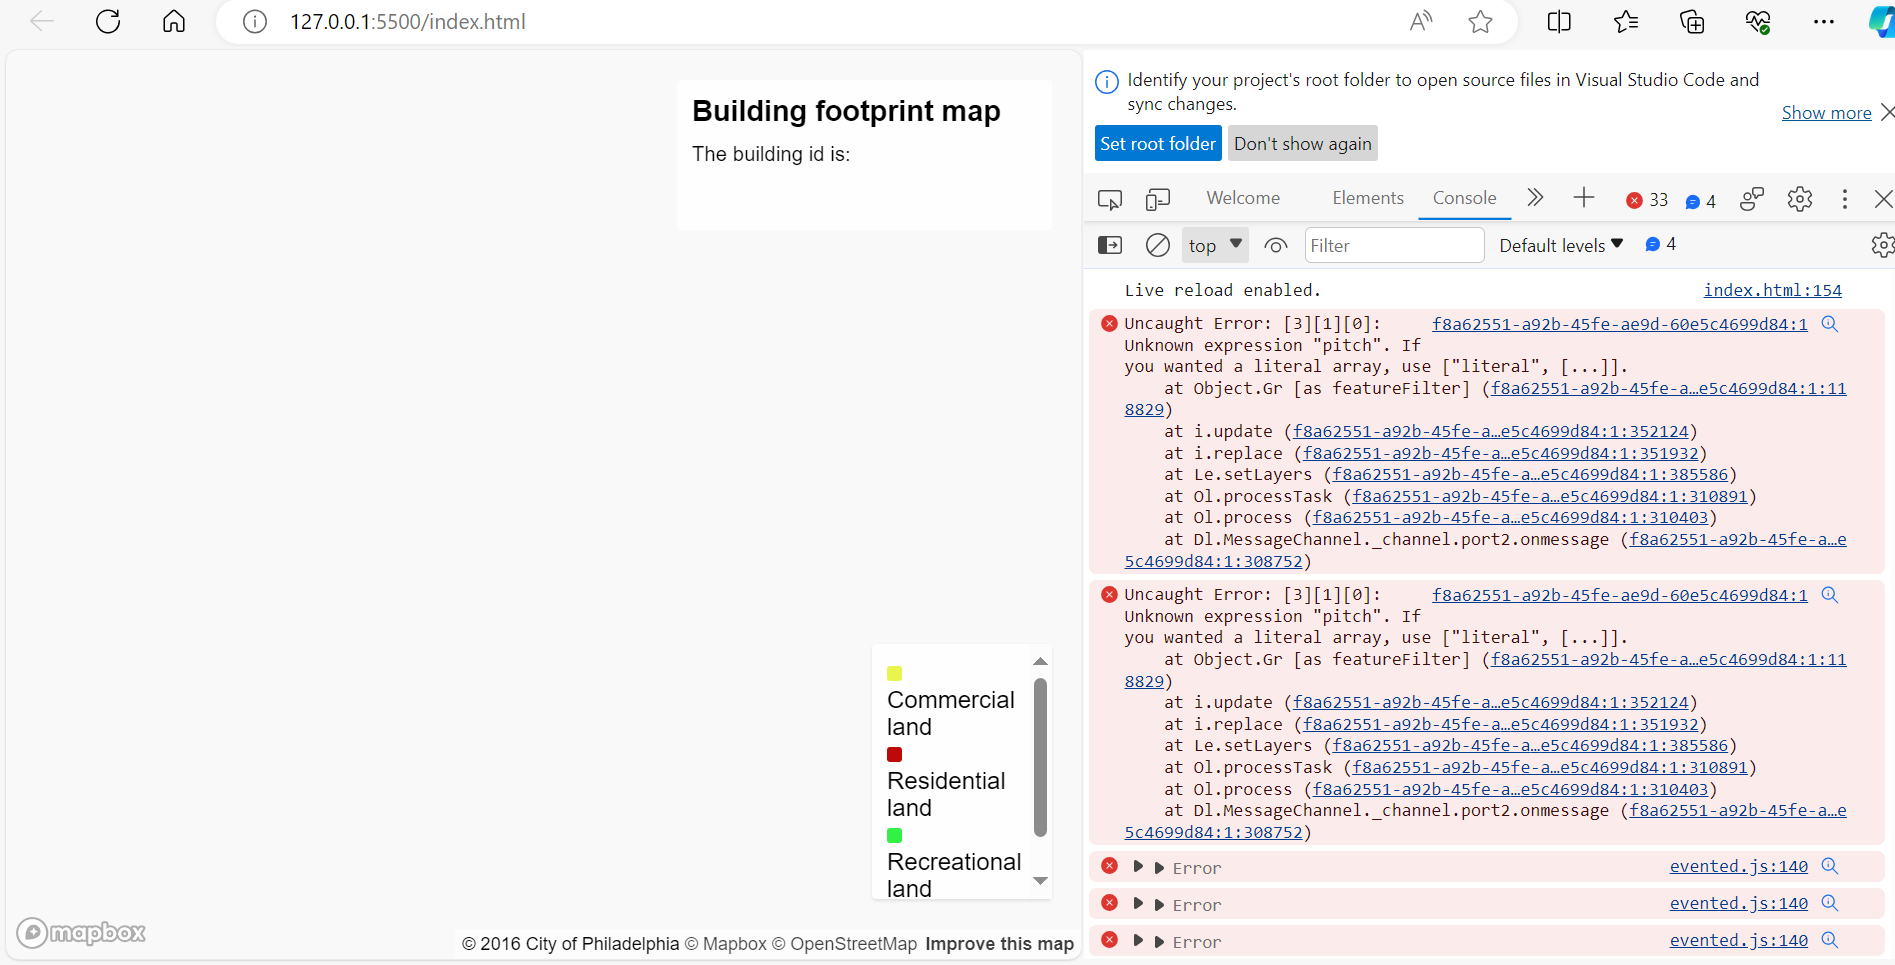 127.0.0.1:5500/index.html
Building footprint map
The building id is:
Commercial
land
Residential
land
Recreational
land
mapbox
© 2016 City of Philadelphia © Mapbox © OpenStreetMap Improve this map
Identify your project's root folder to open source files in Visual Studio Code and
sync changes.
Show more
Set root folder Don't show again
Welcome Elements Console 33 4
top Filter Default levels 4
Live reload enabled. index.html:154
Uncaught Error: [3][1][0]: f8a62551-a92b-45fe-ae9d-60e5c4699d84:1
Unknown expression "pitch". If
you wanted a literal array, use ["literal", [...]].
at Object.Gr [as featureFilter] (f8a62551-a92b-45fe-a…e5c4699d84:1:11
8829)
at i.update (f8a62551-a92b-45fe-a…e5c4699d84:1:352124)
at i.replace (f8a62551-a92b-45fe-a…e5c4699d84:1:351932)
at Le.setLayers (f8a62551-a92b-45fe-a…e5c4699d84:1:385586)
at Ol.processTask (f8a62551-a92b-45fe-a…e5c4699d84:1:310891)
at Ol.process (f8a62551-a92b-45fe-a…e5c4699d84:1:310403)
at Dl.MessageChannel._channel.port2.onmessage (f8a62551-a92b-45fe-a…e
5c4699d84:1:308752)
Uncaught Error: [3][1][0]: f8a62551-a92b-45fe-ae9d-60e5c4699d84:1
Unknown expression "pitch". If
you wanted a literal array, use ["literal", [...]].
at Object.Gr [as featureFilter] (f8a62551-a92b-45fe-a…e5c4699d84:1:11
8829)
at i.update (f8a62551-a92b-45fe-a…e5c4699d84:1:352124)
at i.replace (f8a62551-a92b-45fe-a…e5c4699d84:1:351932)
at Le.setLayers (f8a62551-a92b-45fe-a…e5c4699d84:1:385586)
at Ol.processTask (f8a62551-a92b-45fe-a…e5c4699d84:1:310891)
at Ol.process (f8a62551-a92b-45fe-a…e5c4699d84:1:310403)
at Dl.MessageChannel._channel.port2.onmessage (f8a62551-a92b-45fe-a…e
5c4699d84:1:308752)
Error evented.js:140
Error evented.js:140
Error evented.js:140